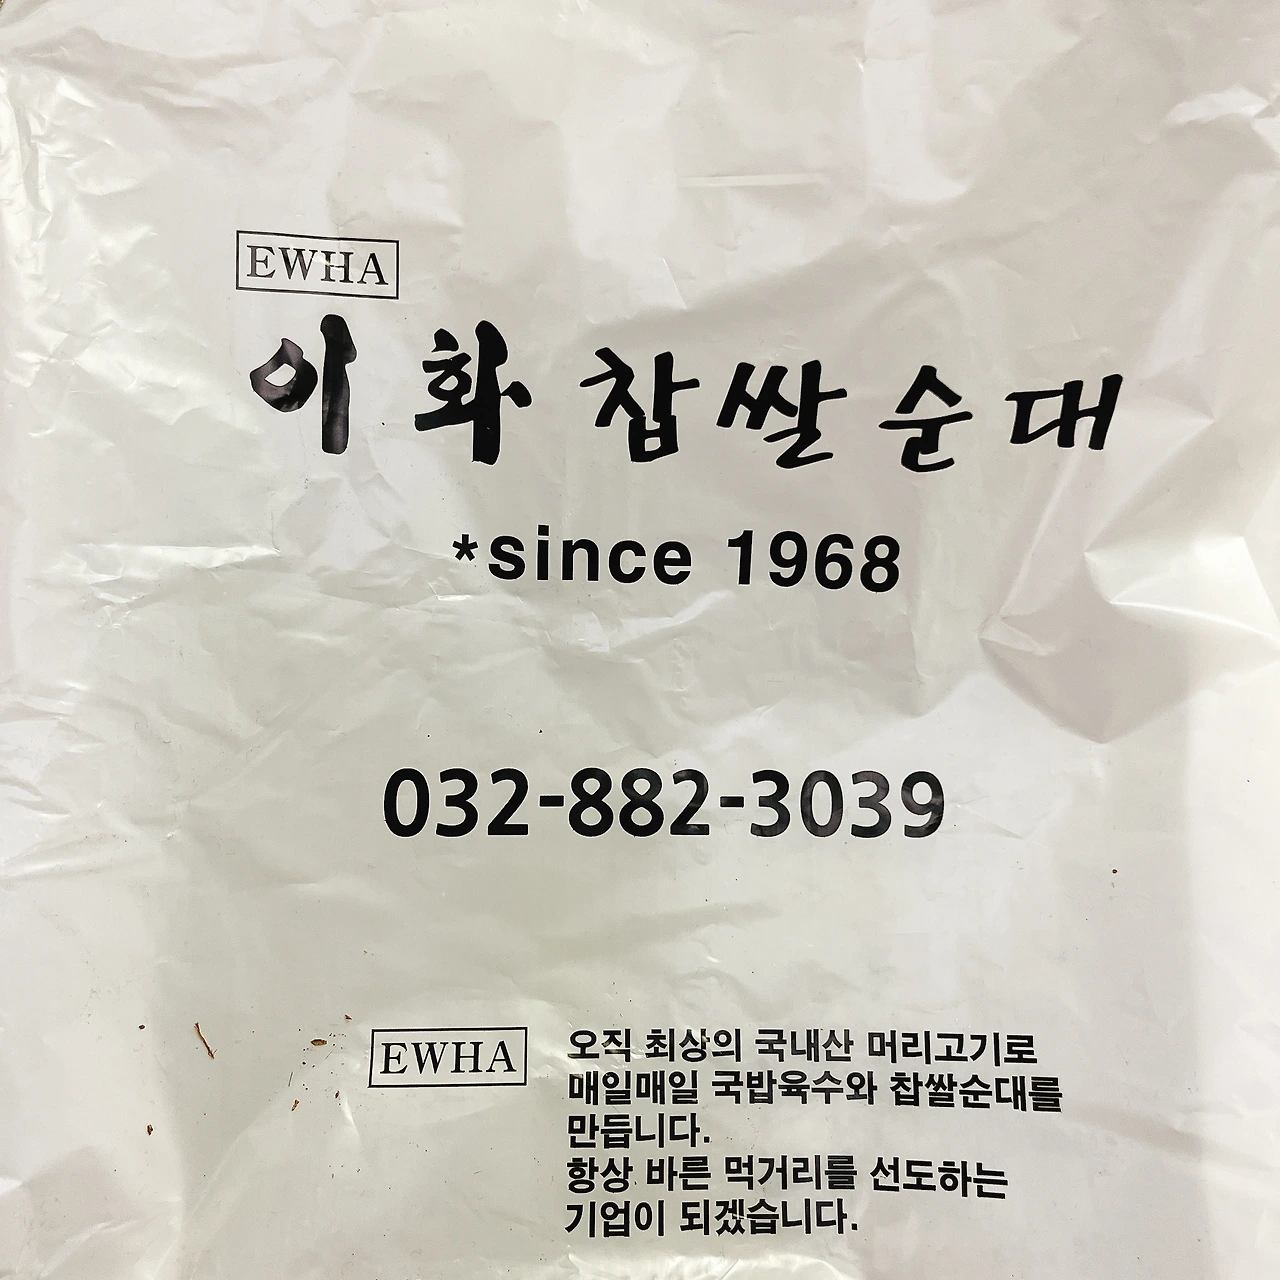 EWHA
이화찹쌀순대
*since 1968
032-882-3039
EWHA
오직 최상의 국내산 머리고기로
매일매일 국밥육수와 찹쌀순대를
만듭니다.
항상 바른 먹거리를 선도하는
기업이 되겠습니다.